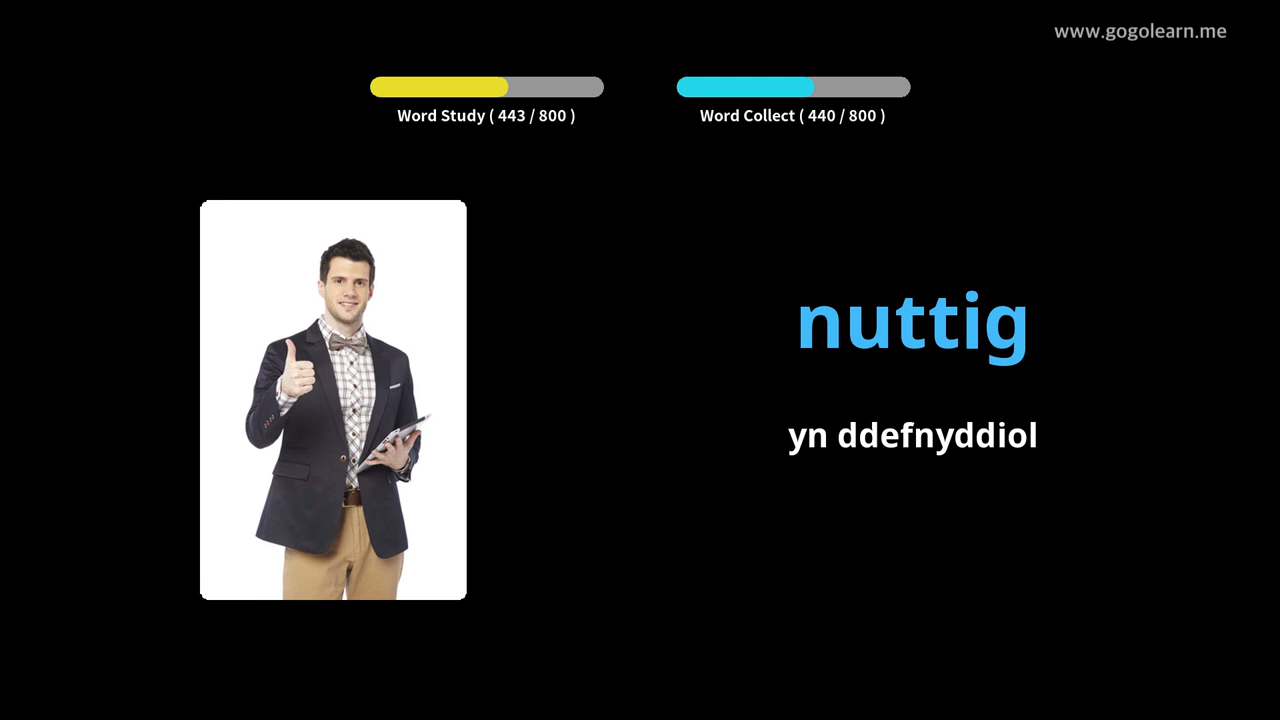 www.gogolearn.me
Word Study ( 443 / 800 )
Word Collect ( 440 / 800 )
nuttig
yn ddefnyddiol